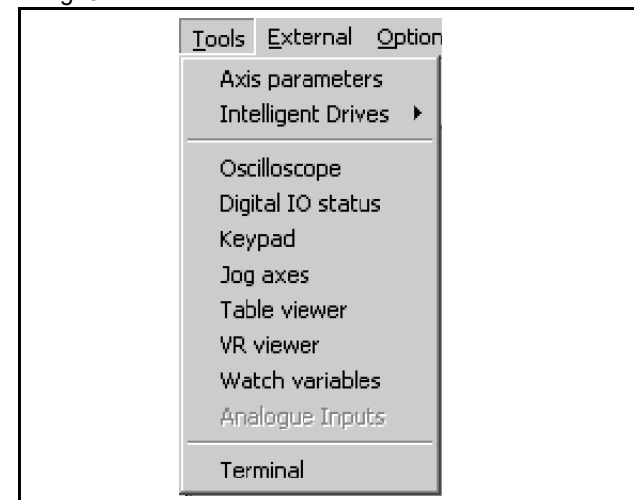 Tools External Option
Axis parameters
Intelligent Drives
Oscilloscope
Digital IO status
Keypad
Jog axes
Table viewer
VR viewer
Watch variables
Analogue Inputs
Terminal